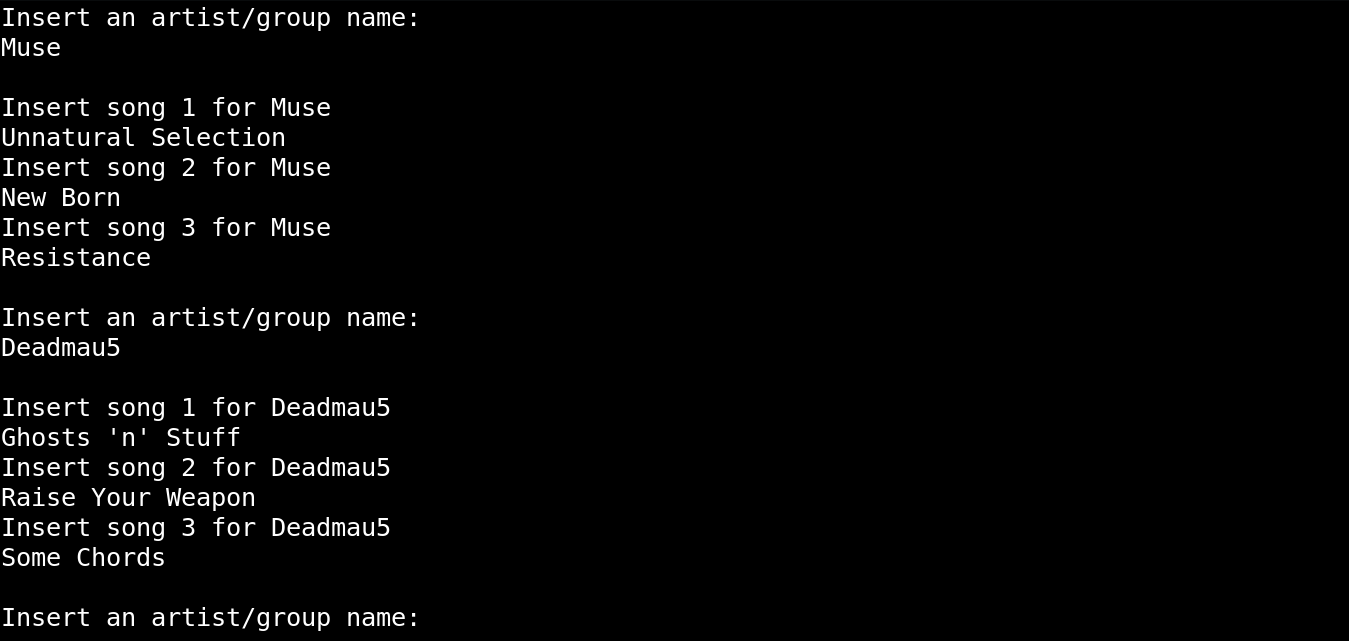 Insert an artist/group name:
Muse
Insert song 1 for Muse
Unnatural Selection
Insert song 2 for Muse
New Born
Insert song 3 for Muse
Resistance
Insert an artist/group name:
Deadmau5
Insert song 1 for Deadmau5
Ghosts 'n' Stuff
Insert song 2 for Deadmau5
Raise Your Weapon
Insert song 3 for Deadmau5
Some Chords
Insert an artist/group name: